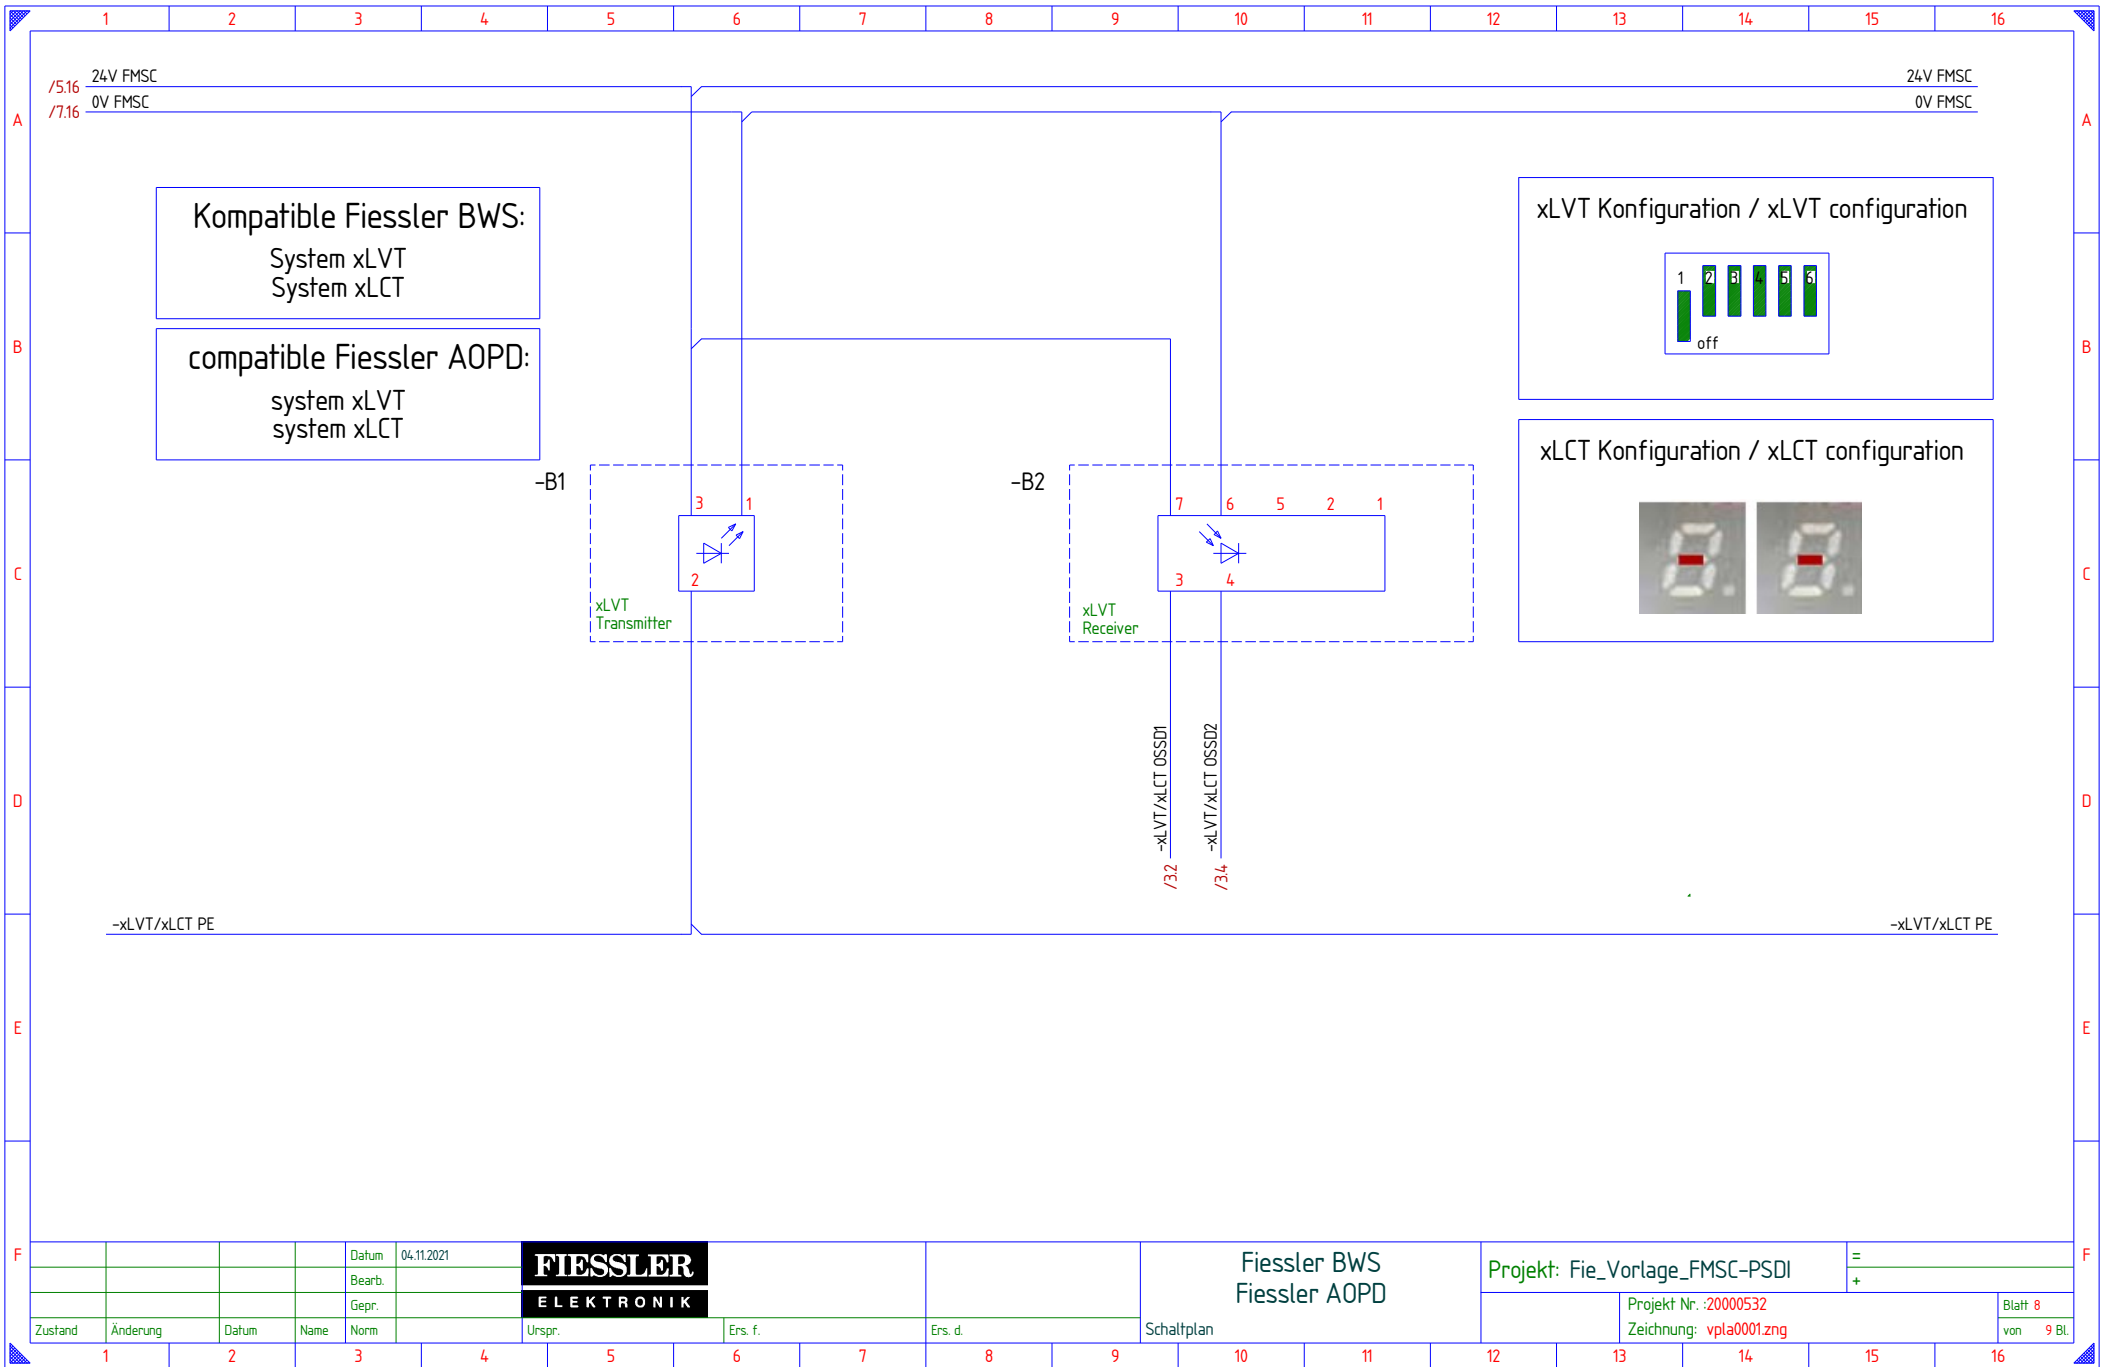 1 2 3 4 5 6 7 8 9 10 11 12 13 14 15 16
24V FMSC
24V FMSC
/5.16
0V FMSC
0V FMSC
/7.16
A
A
Kompatible Fiessler BWS:
System xLVT
System xLCT
xLVT Konfiguration / xLVT configuration
1 2 3 4 5 6
off
B
B
compatible Fiessler AOPD:
system xLVT
system xLCT
xLCT Konfiguration / xLCT configuration
-B1
3 1
2
xLVT
Transmitter
-B2
7 6 5 2 1
3 4
xLVT
Receiver
C
C
-xLVT/xLCT OSSD1
/3.2
-xLVT/xLCT OSSD2
/3.4
D
D
-xLVT/xLCT PE
-xLVT/xLCT PE
E
E
F
F
Datum 04.11.2021
Bearb.
Gepr.
Zustand Änderung Datum Name Norm
FIESSLER
ELEKTRONIK
Urspr. Ers. f. Ers. d.
Fiessler BWS
Fiessler AOPD
Schaltplan
Projekt: Fie_Vorlage_FMSC-PSDI
=
+
Projekt Nr. :20000532
Zeichnung: vpla0001.zng
Blatt 8
von 9 Bl.
1 2 3 4 5 6 7 8 9 10 11 12 13 14 15 16